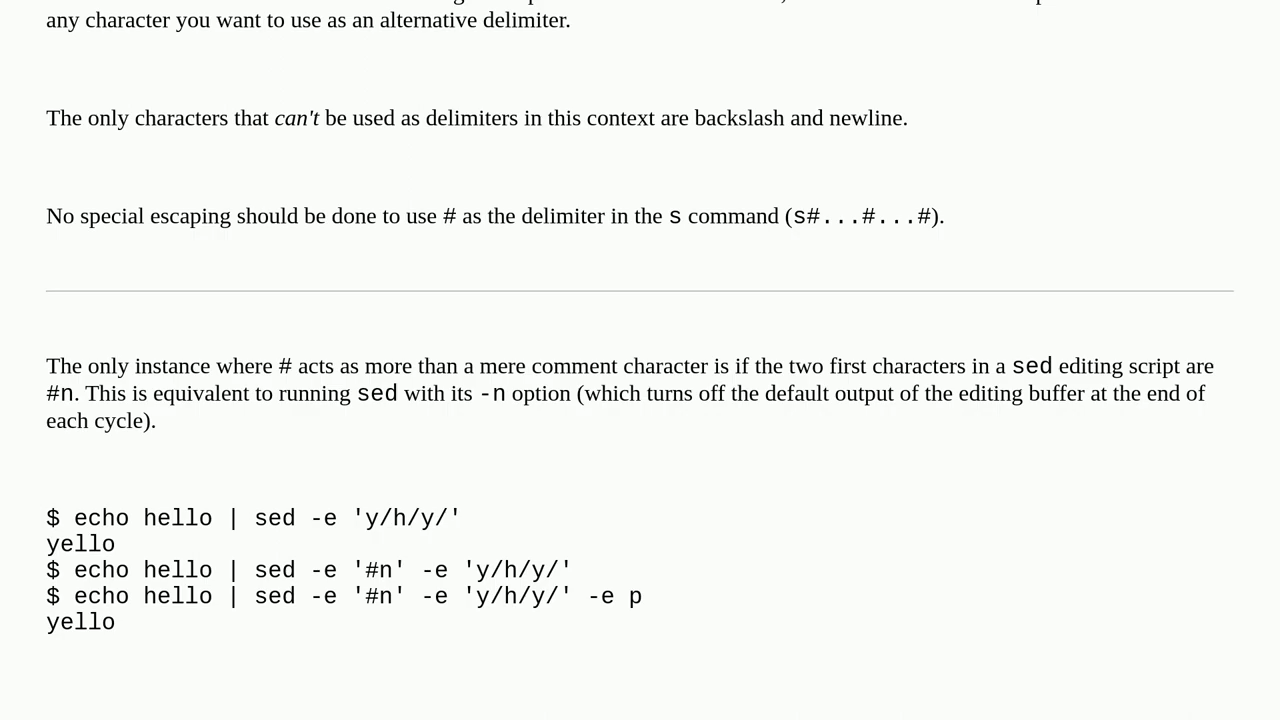 any character you want to use as an alternative delimiter.
The only characters that can't be used as delimiters in this context are backslash and newline.
No special escaping should be done to use # as the delimiter in the s command (s#...#...#).
The only instance where # acts as more than a mere comment character is if the two first characters in a sed editing script are
#n. This is equivalent to running sed with its -n option (which turns off the default output of the editing buffer at the end of
each cycle).
$ echo hello | sed -e 'y/h/y/'
yello
$ echo hello | sed -e '#n' -e 'y/h/y/'
$ echo hello | sed -e '#n' -e 'y/h/y/' -e p
yello